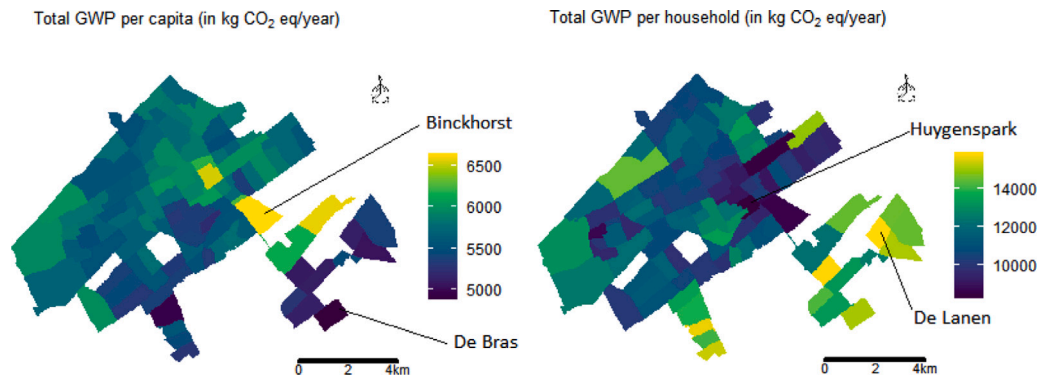 Total GWP per capita (in kg CO₂ eq/year)
Binckhorst
6500
6000
5500
5000
De Bras
0 2 4km
Total GWP per household (in kg CO₂ eq/year)
Huygenspark
14000
12000
10000
De Lanen
0 2 4km